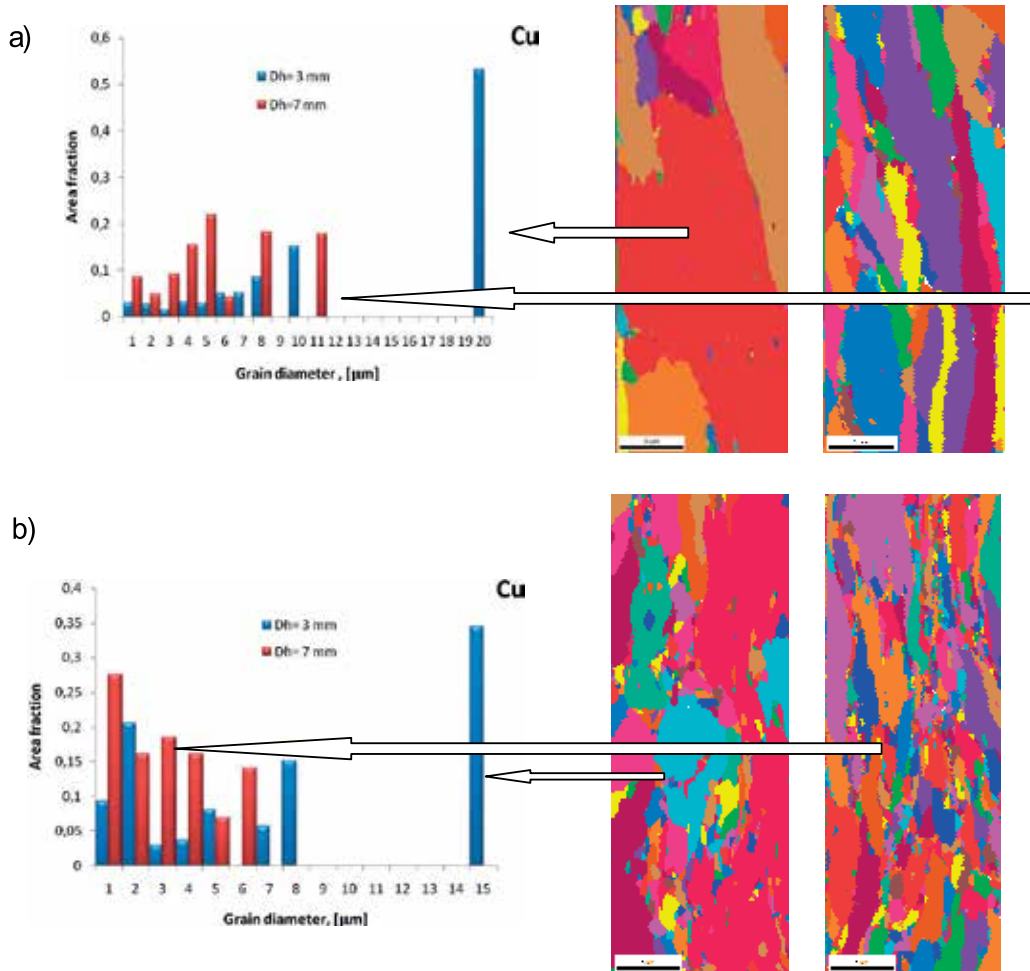 a)
Cu
0,6
0,5
0,4
0,3
0,2
0,1
0
Area fraction
Dh= 3 mm
Dh=7 mm
1 2 3 4 5 6 7 8 9 10 11 12 13 14 15 16 17 18 19 20
Grain diameter , [µm]
b)
Cu
0,4
0,35
0,3
0,25
0,2
0,15
0,1
0,05
0
Area fraction
Dh= 3 mm
Dh= 7 mm
1 2 3 4 5 6 7 8 9 10 11 12 13 14 15
Grain diameter, [µm]